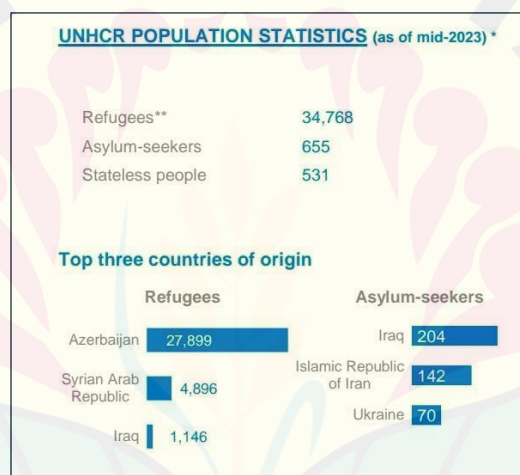 UNHCR POPULATION STATISTICS (as of mid-2023) *
Refugees** 34,768
Asylum-seekers 655
Stateless people 531
Top three countries of origin
Refugees
Azerbaijan 27,899
Syrian Arab
Republic 4,896
Iraq 1,146
Asylum-seekers
Iraq 204
Islamic Republic
of Iran 142
Ukraine 70